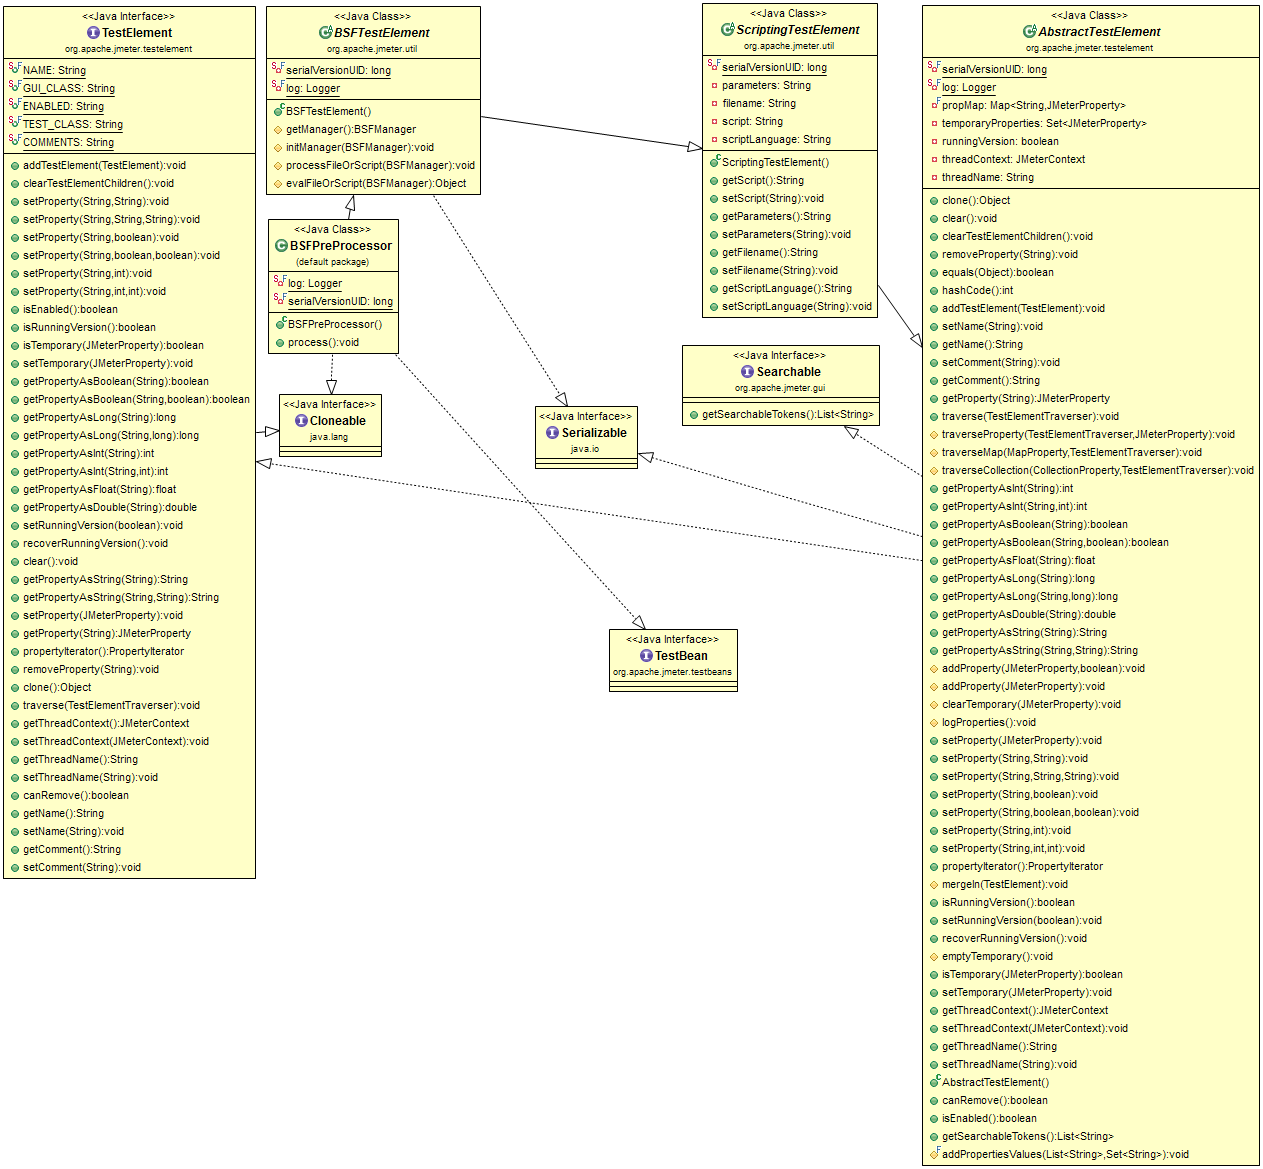 <<Java Interface>>
TestElement
org.apache.jmeter.testelement
NAME: String
GUI_CLASS: String
ENABLED: String
TEST_CLASS: String
COMMENTS: String
addTestElement(TestElement):void
clearTestElementChildren():void
setProperty(String,String):void
setProperty(String,String,String):void
setProperty(String,boolean):void
setProperty(String,boolean,boolean):void
setProperty(String,int):void
setProperty(String,int,int):void
isEnabled():boolean
isRunningVersion():boolean
isTemporary(JMeterProperty):boolean
setTemporary(JMeterProperty):void
getPropertyAsBoolean(String):boolean
getPropertyAsBoolean(String,boolean):boolean
getPropertyAsLong(String):long
getPropertyAsLong(String,long):long
getPropertyAsInt(String):int
getPropertyAsInt(String,int):int
getPropertyAsFloat(String):float
getPropertyAsDouble(String):double
setRunningVersion(boolean):void
recoverRunningVersion():void
clear():void
getPropertyAsString(String):String
getPropertyAsString(String,String):String
setProperty(JMeterProperty):void
getProperty(String):JMeterProperty
propertyIterator():PropertyIterator
removeProperty(String):void
clone():Object
traverse(TestElementTraverser):void
getThreadContext():JMeterContext
setThreadContext(JMeterContext):void
getThreadName():String
setThreadName(String):void
canRemove():boolean
getName():String
setName(String):void
getComment():String
setComment(String):void
<<Java Class>>
BSFTestElement
org.apache.jmeter.util
serialVersionUID: long
log: Logger
BSFTestElement()
getManager():BSFManager
initManager(BSFManager):void
processFileOrScript(BSFManager):void
evalFileOrScript(BSFManager):Object
<<Java Class>>
BSFPreProcessor
(default package)
log: Logger
serialVersionUID: long
BSFPreProcessor()
process():void
<<Java Interface>>
Cloneable
java.lang
<<Java Interface>>
Serializable
java.io
<<Java Interface>>
TestBean
org.apache.jmeter.testbeans
<<Java Class>>
ScriptingTestElement
org.apache.jmeter.util
serialVersionUID: long
parameters: String
filename: String
script: String
scriptLanguage: String
ScriptingTestElement()
getScript():String
setScript(String):void
getParameters():String
setParameters(String):void
getFilename():String
setFilename(String):void
getScriptLanguage():String
setScriptLanguage(String):void
<<Java Interface>>
Searchable
org.apache.jmeter.gui
getSearchableTokens():List<String>
<<Java Class>>
AbstractTestElement
org.apache.jmeter.testelement
serialVersionUID: long
log: Logger
propMap: Map<String,JMeterProperty>
temporaryProperties: Set<JMeterProperty>
runningVersion: boolean
threadContext: JMeterContext
threadName: String
clone():Object
clear():void
clearTestElementChildren():void
removeProperty(String):void
equals(Object):boolean
hashCode():int
addTestElement(TestElement):void
setName(String):void
getName():String
setComment(String):void
getComment():String
getProperty(String):JMeterProperty
traverse(TestElementTraverser):void
traverseProperty(TestElementTraverser,JMeterProperty):void
traverseMap(MapProperty,TestElementTraverser):void
traverseCollection(CollectionProperty,TestElementTraverser):void
getPropertyAsInt(String):int
getPropertyAsInt(String,int):int
getPropertyAsBoolean(String):boolean
getPropertyAsBoolean(String,boolean):boolean
getPropertyAsFloat(String):float
getPropertyAsLong(String):long
getPropertyAsLong(String,long):long
getPropertyAsDouble(String):double
getPropertyAsString(String):String
getPropertyAsString(String,String):String
addProperty(JMeterProperty,boolean):void
addProperty(JMeterProperty):void
clearTemporary(JMeterProperty):void
logProperties():void
setProperty(JMeterProperty):void
setProperty(String,String):void
setProperty(String,String,String):void
setProperty(String,boolean):void
setProperty(String,boolean,boolean):void
setProperty(String,int):void
setProperty(String,int,int):void
propertyIterator():PropertyIterator
mergeIn(TestElement):void
isRunningVersion():boolean
setRunningVersion(boolean):void
recoverRunningVersion():void
emptyTemporary():void
isTemporary(JMeterProperty):boolean
setTemporary(JMeterProperty):void
getThreadContext():JMeterContext
setThreadContext(JMeterContext):void
getThreadName():String
setThreadName(String):void
AbstractTestElement()
canRemove():boolean
isEnabled():boolean
getSearchableTokens():List<String>
addPropertiesValues(List<String>,Set<String>):void